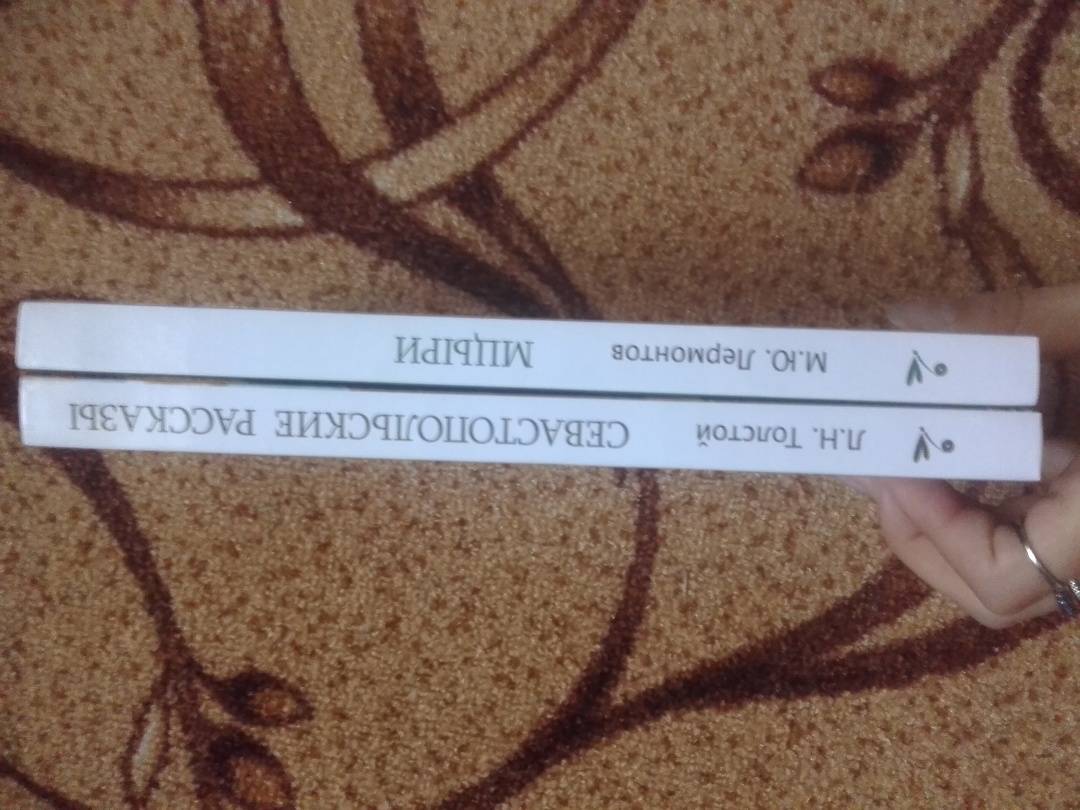 Л.Н. Толстой СЕВАСТОПОЛЬСКИЕ РАССКАЗЫ
М.Ю. Лермонтов МЦЫРИ